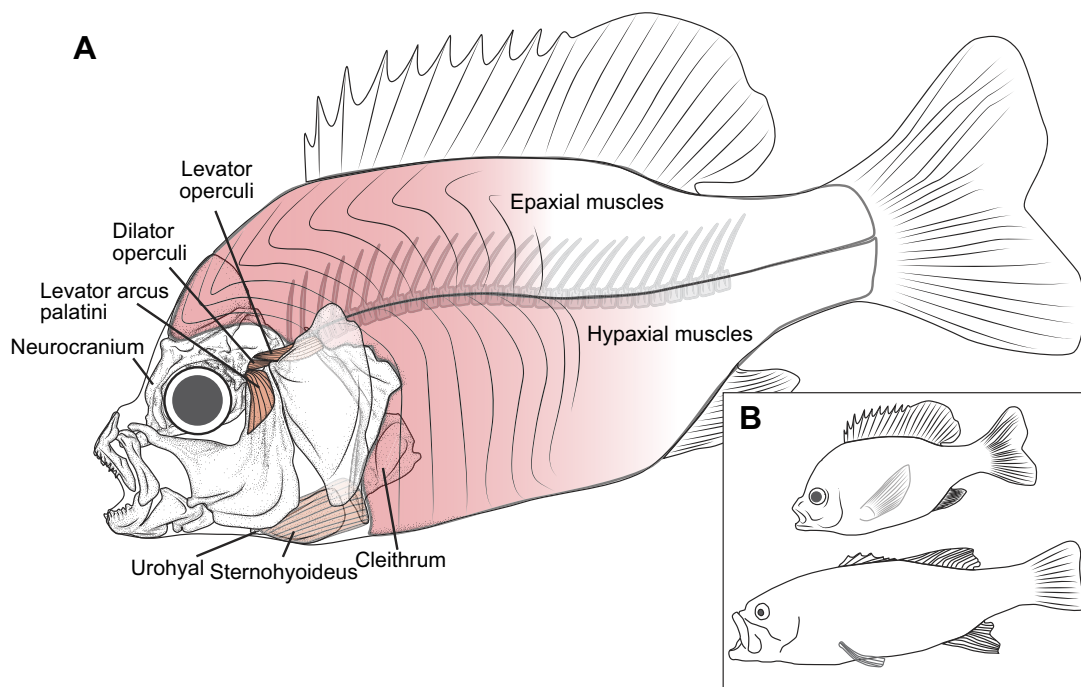 A
Levator
operculi
Dilator
operculi
Levator arcus
palatini
Neurocranium
Epaxial muscles
Hypaxial muscles
Urohyal
Sternohyoideus
Cleithrum
B